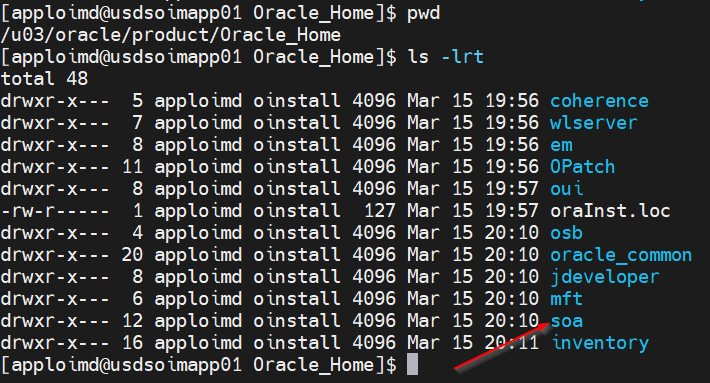 [apploimd@usdsoimapp01 Oracle_Home]$ pwd
/u03/oracle/product/Oracle_Home
[apploimd@usdsoimapp01 Oracle_Home]$ ls -lrt
total 48
drwxr-x---  5 apploimd oinstall 4096 Mar 15 19:56 coherence
drwxr-x---  7 apploimd oinstall 4096 Mar 15 19:56 wlserver
drwxr-x---  8 apploimd oinstall 4096 Mar 15 19:56 em
drwxr-x--- 11 apploimd oinstall 4096 Mar 15 19:56 OPatch
drwxr-x---  8 apploimd oinstall 4096 Mar 15 19:57 oui
-rw-r-----  1 apploimd oinstall  127 Mar 15 19:57 oraInst.loc
drwxr-x---  4 apploimd oinstall 4096 Mar 15 20:10 osb
drwxr-x--- 20 apploimd oinstall 4096 Mar 15 20:10 oracle_common
drwxr-x---  8 apploimd oinstall 4096 Mar 15 20:10 jdeveloper
drwxr-x---  6 apploimd oinstall 4096 Mar 15 20:10 mft
drwxr-x--- 12 apploimd oinstall 4096 Mar 15 20:10 soa
drwxr-x--- 16 apploimd oinstall 4096 Mar 15 20:11 inventory
[apploimd@usdsoimapp01 Oracle_Home]$